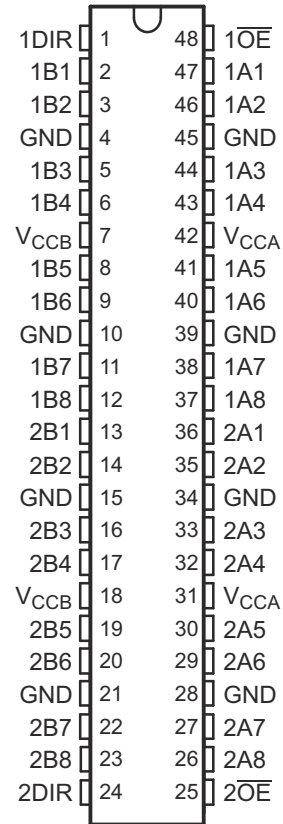 1DIR 1 48 1O̅E̅
1B1 2 47 1A1
1B2 3 46 1A2
GND 4 45 GND
1B3 5 44 1A3
1B4 6 43 1A4
VCCB 7 42 VCCA
1B5 8 41 1A5
1B6 9 40 1A6
GND 10 39 GND
1B7 11 38 1A7
1B8 12 37 1A8
2B1 13 36 2A1
2B2 14 35 2A2
GND 15 34 GND
2B3 16 33 2A3
2B4 17 32 2A4
VCCB 18 31 VCCA
2B5 19 30 2A5
2B6 20 29 2A6
GND 21 28 GND
2B7 22 27 2A7
2B8 23 26 2A8
2DIR 24 25 2O̅E̅